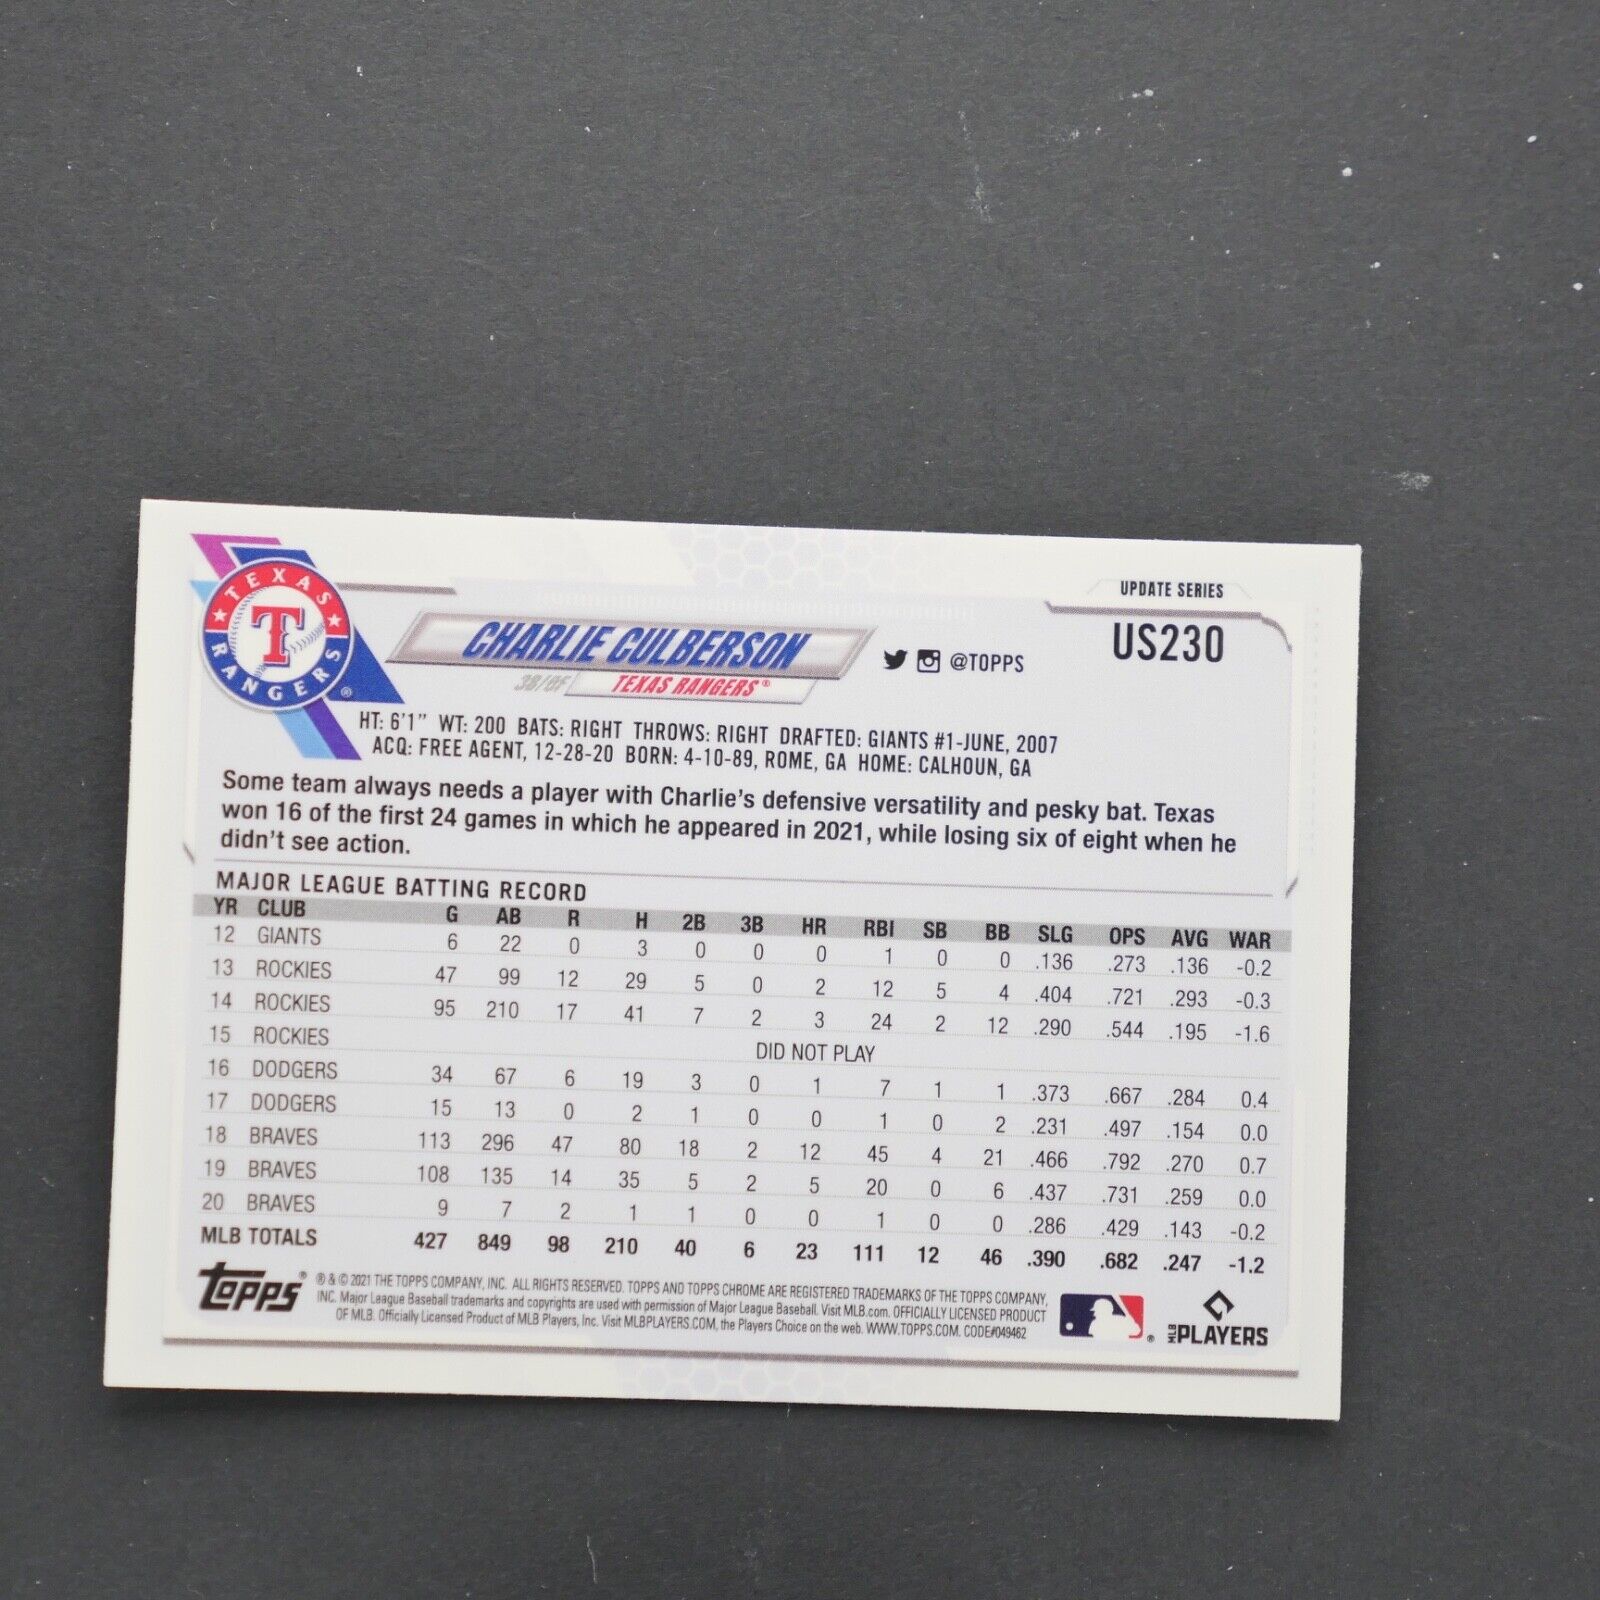 TEXAS
RANGERS
T
®
CHARLIE CULBERSON
3B/OF TEXAS RANGERS®
@TOPPS
UPDATE SERIES
US230
HT: 6'1" WT: 200 BATS: RIGHT THROWS: RIGHT DRAFTED: GIANTS #1-JUNE, 2007
ACQ: FREE AGENT, 12-28-20 BORN: 4-10-89, ROME, GA HOME: CALHOUN, GA
Some team always needs a player with Charlie's defensive versatility and pesky bat. Texas
won 16 of the first 24 games in which he appeared in 2021, while losing six of eight when he
didn't see action.
MAJOR LEAGUE BATTING RECORD
YR CLUB G AB R H 2B 3B HR RBI SB BB SLG OPS AVG WAR
12 GIANTS 6 22 0 3 0 0 0 1 0 0 .136 .273 .136 -0.2
13 ROCKIES 47 99 12 29 5 0 2 12 5 4 .404 .721 .293 -0.3
14 ROCKIES 95 210 17 41 7 2 3 24 2 12 .290 .544 .195 -1.6
15 ROCKIES DID NOT PLAY
16 DODGERS 34 67 6 19 3 0 1 7 1 1 .373 .667 .284 0.4
17 DODGERS 15 13 0 2 1 0 0 1 0 2 .231 .497 .154 0.0
18 BRAVES 113 296 47 80 18 2 12 45 4 21 .466 .792 .270 0.7
19 BRAVES 108 135 14 35 5 2 5 20 0 6 .437 .731 .259 0.0
20 BRAVES 9 7 2 1 1 0 0 1 0 0 .286 .429 .143 -0.2
MLB TOTALS 427 849 98 210 40 6 23 111 12 46 .390 .682 .247 -1.2
topps®
® & © 2021 THE TOPPS COMPANY, INC. ALL RIGHTS RESERVED. TOPPS AND TOPPS CHROME ARE REGISTERED TRADEMARKS OF THE TOPPS COMPANY,
INC. Major League Baseball trademarks and copyrights are used with permission of Major League Baseball. Visit MLB.com. OFFICIALLY LICENSED PRODUCT
OF MLB. Officially Licensed Product of MLB Players, Inc. Visit MLBPLAYERS.COM, the Players Choice on the web. WWW.TOPPS.COM. CODE#049462
®
MLB PLAYERS